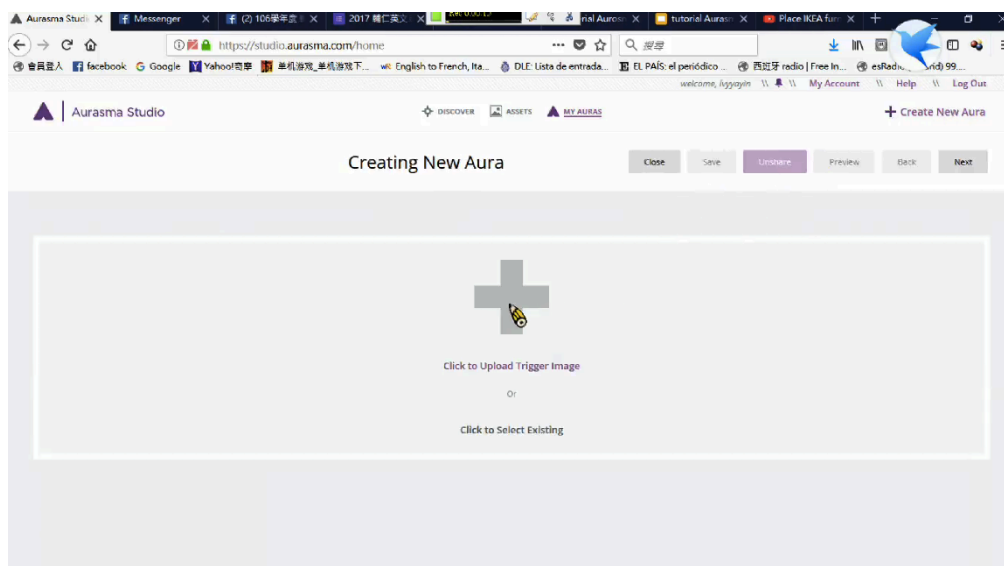 Aurasma Studi
Messenger
(2) 106學年度
2017 輔仁英文
rial Auras
tutorial Aurasm
Place IKEA furn
https://studio.aurasma.com/home
搜尋
會員登入
facebook
Google
Yahoo!奇摩
单机游戏_单机游戏下...
English to French, Ita...
DLE: Lista de entrada...
EL PAÍS: el periódico ...
西班牙 radio | Free In...
esRadio
rid) 99....
welcome, ivyyayin \\ \\ My Account \\ Help \\ Log Out
Aurasma Studio
DISCOVER
ASSETS
MY AURAS
+ Create New Aura
Creating New Aura
Close
Save
Unshare
Preview
Back
Next
Click to Upload Trigger Image
Or
Click to Select Existing